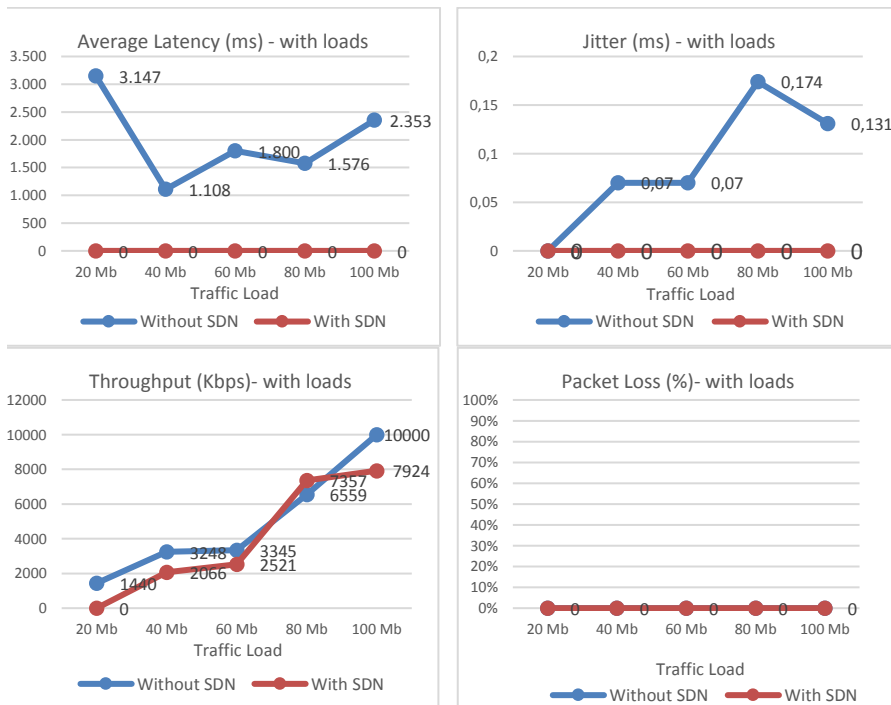 Average Latency (ms) - with loads
3.500
3.000
2.500
2.000
1.500
1.000
500
0
3.147
1.108
1.800
1.576
2.353
0 0 0 0 0
20 Mb 40 Mb 60 Mb 80 Mb 100 Mb
Traffic Load
Without SDN With SDN
Jitter (ms) - with loads
0,2
0,15
0,1
0,05
0
0 0,07 0,07 0,174 0,131
0 0 0 0 0
20 Mb 40 Mb 60 Mb 80 Mb 100 Mb
Traffic Load
Without SDN With SDN
Throughput (Kbps)- with loads
12000
10000
8000
6000
4000
2000
0
1440 3248 3345 6559 10000
0 2066 2521 7357 7924
20 Mb 40 Mb 60 Mb 80 Mb 100 Mb
Traffic Load
Without SDN With SDN
Packet Loss (%)- with loads
100%
90%
80%
70%
60%
50%
40%
30%
20%
10%
0%
0 0 0 0 0
20 Mb 40 Mb 60 Mb 80 Mb 100 Mb
Traffic Load
Without SDN With SDN